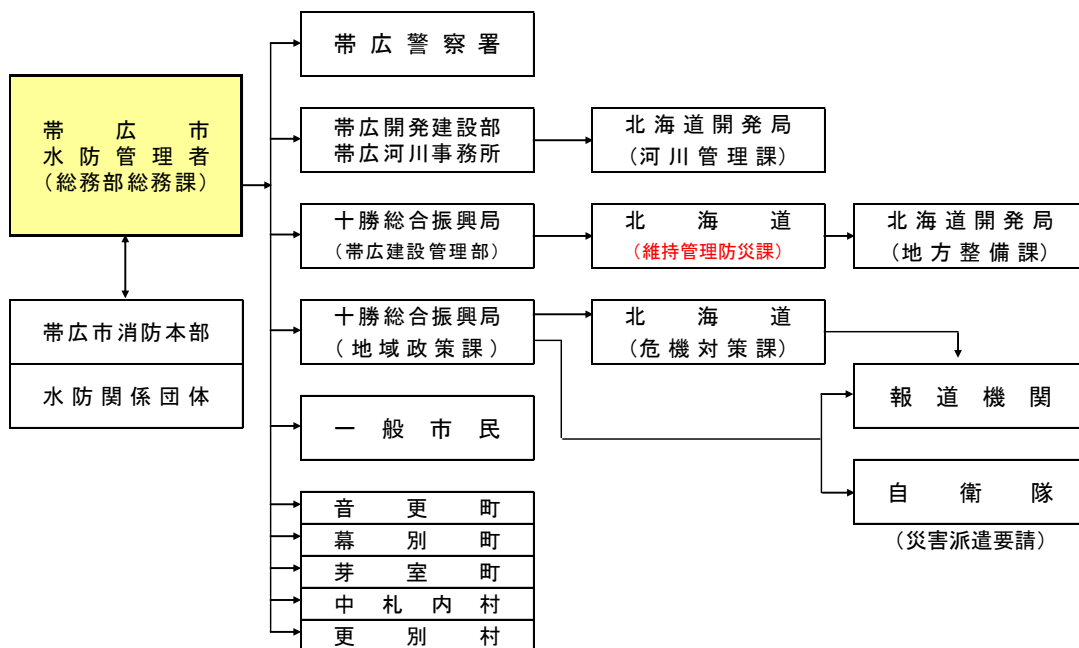 帯広警察署
帯広市
水防管理者
（総務部総務課）
帯広開発建設部
帯広河川事務所
北海道開発局
（河川管理課）
十勝総合振興局
（帯広建設管理部）
北海道
（維持管理防災課）
北海道開発局
（地方整備課）
帯広市消防本部
水防関係団体
十勝総合振興局
（地域政策課）
北海道
（危機対策課）
報道機関
一般市民
自衛隊
（災害派遣要請）
音更町
幕別町
芽室町
中札内村
更別村